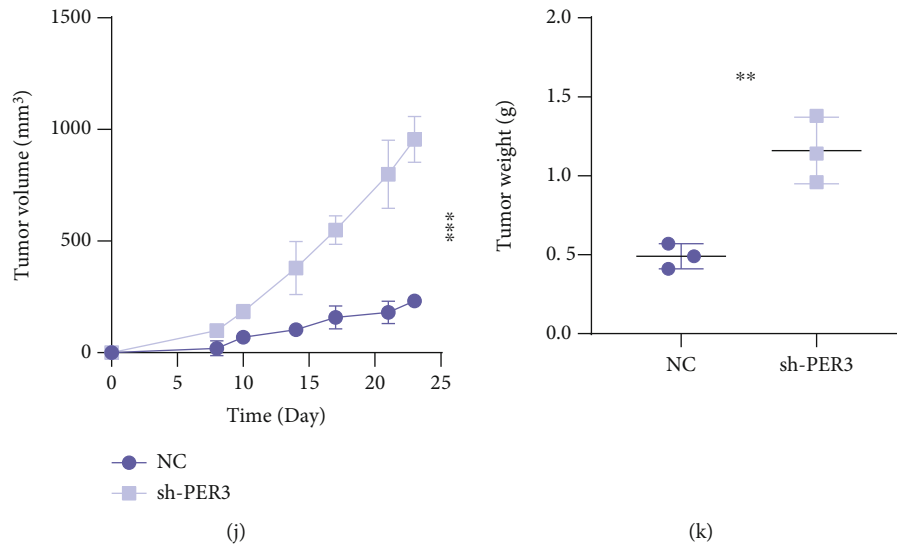 1500
1000
500
0
Tumor volume (mm³)
0 5 10 15 20 25
Time (Day)
***
NC
sh-PER3
(j)
2.0
1.5
1.0
0.5
0.0
Tumor weight (g)
**
NC sh-PER3
(k)